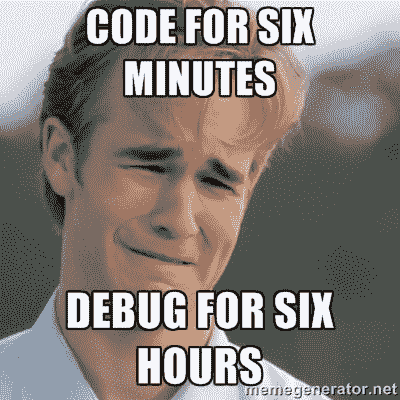 CODE FOR SIX
MINUTES
DEBUG FOR SIX
HOURS
memegenerator.net